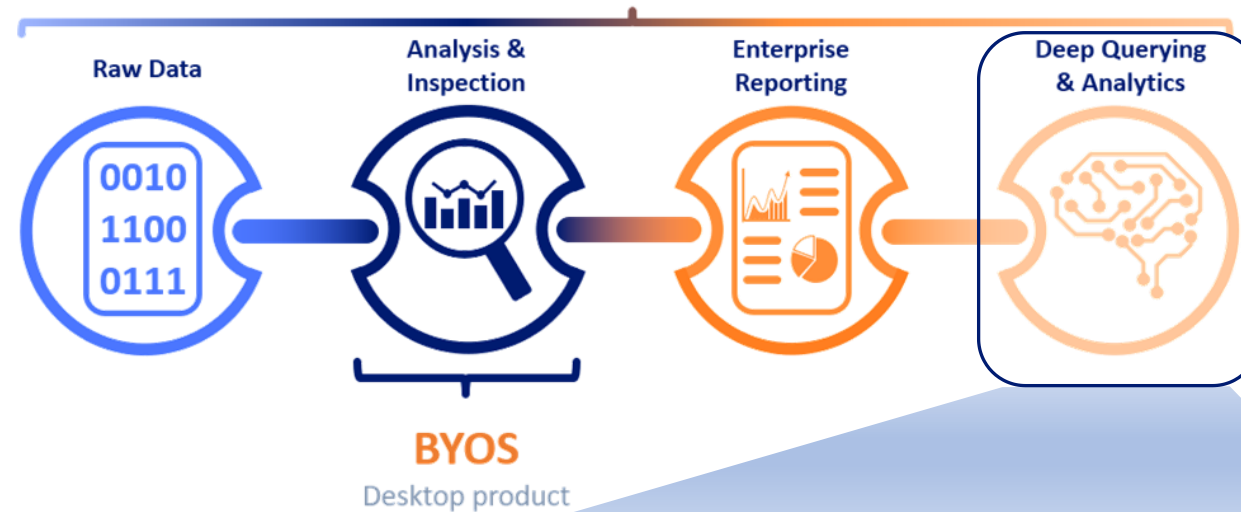 Raw Data
Analysis &
Inspection
Enterprise
Reporting
Deep Querying
& Analytics
0010
1100
0111
BYOS
Desktop product